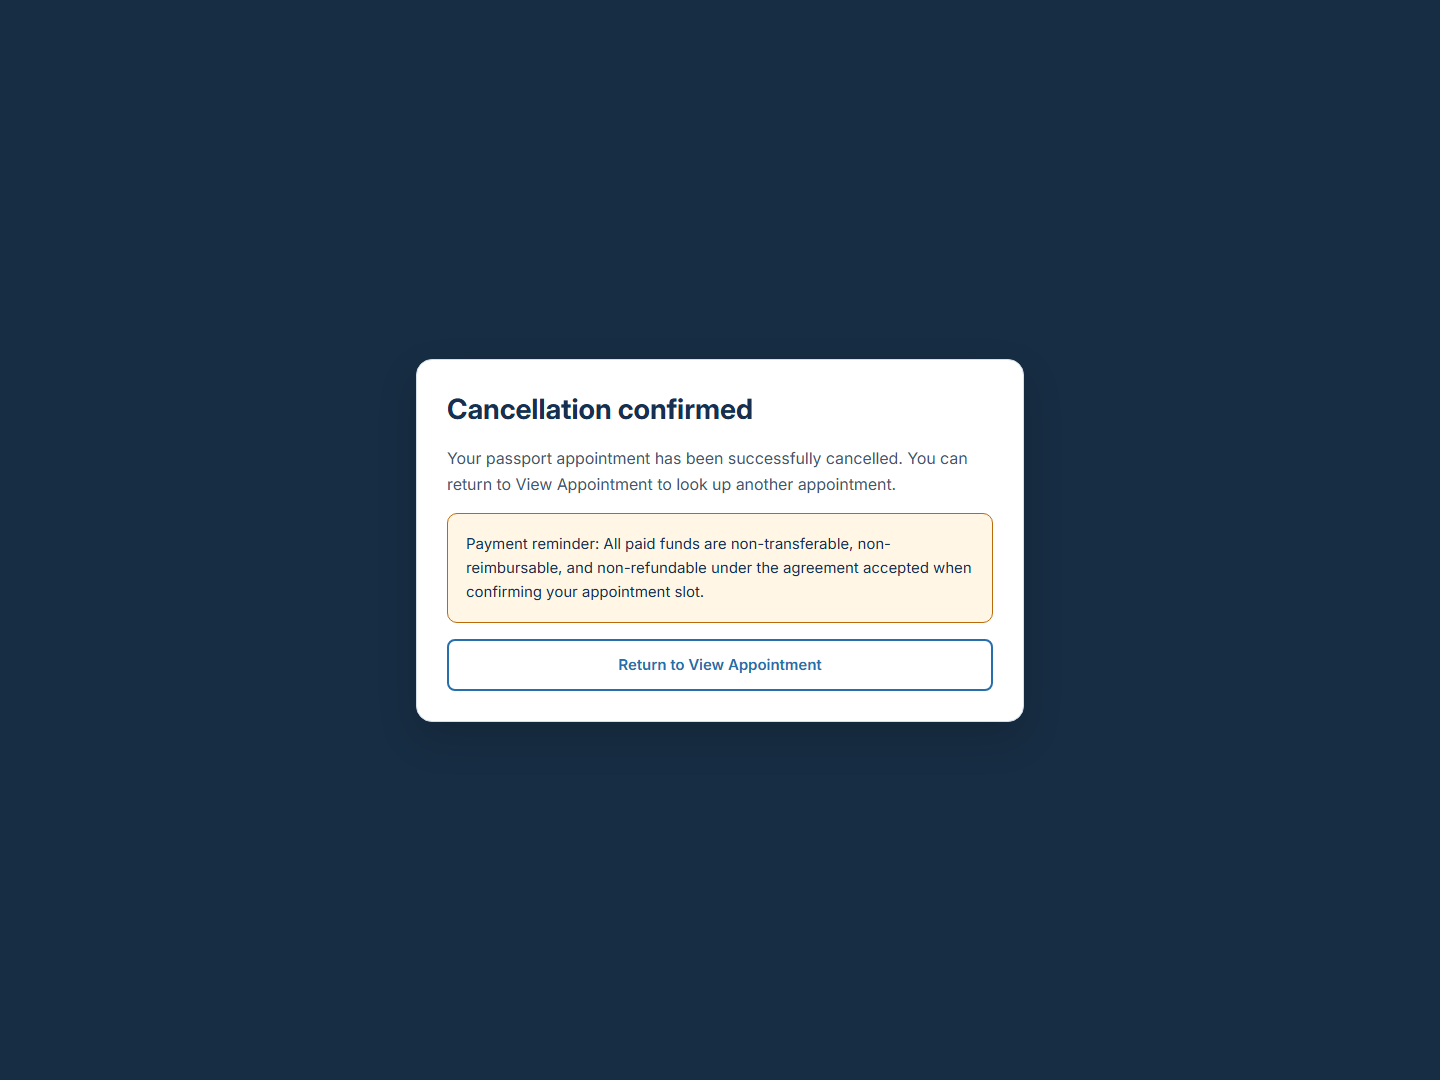 Cancellation confirmed
Your passport appointment has been successfully cancelled. You can
return to View Appointment to look up another appointment.
Payment reminder: All paid funds are non-transferable, non-
reimbursable, and non-refundable under the agreement accepted when
confirming your appointment slot.
Return to View Appointment